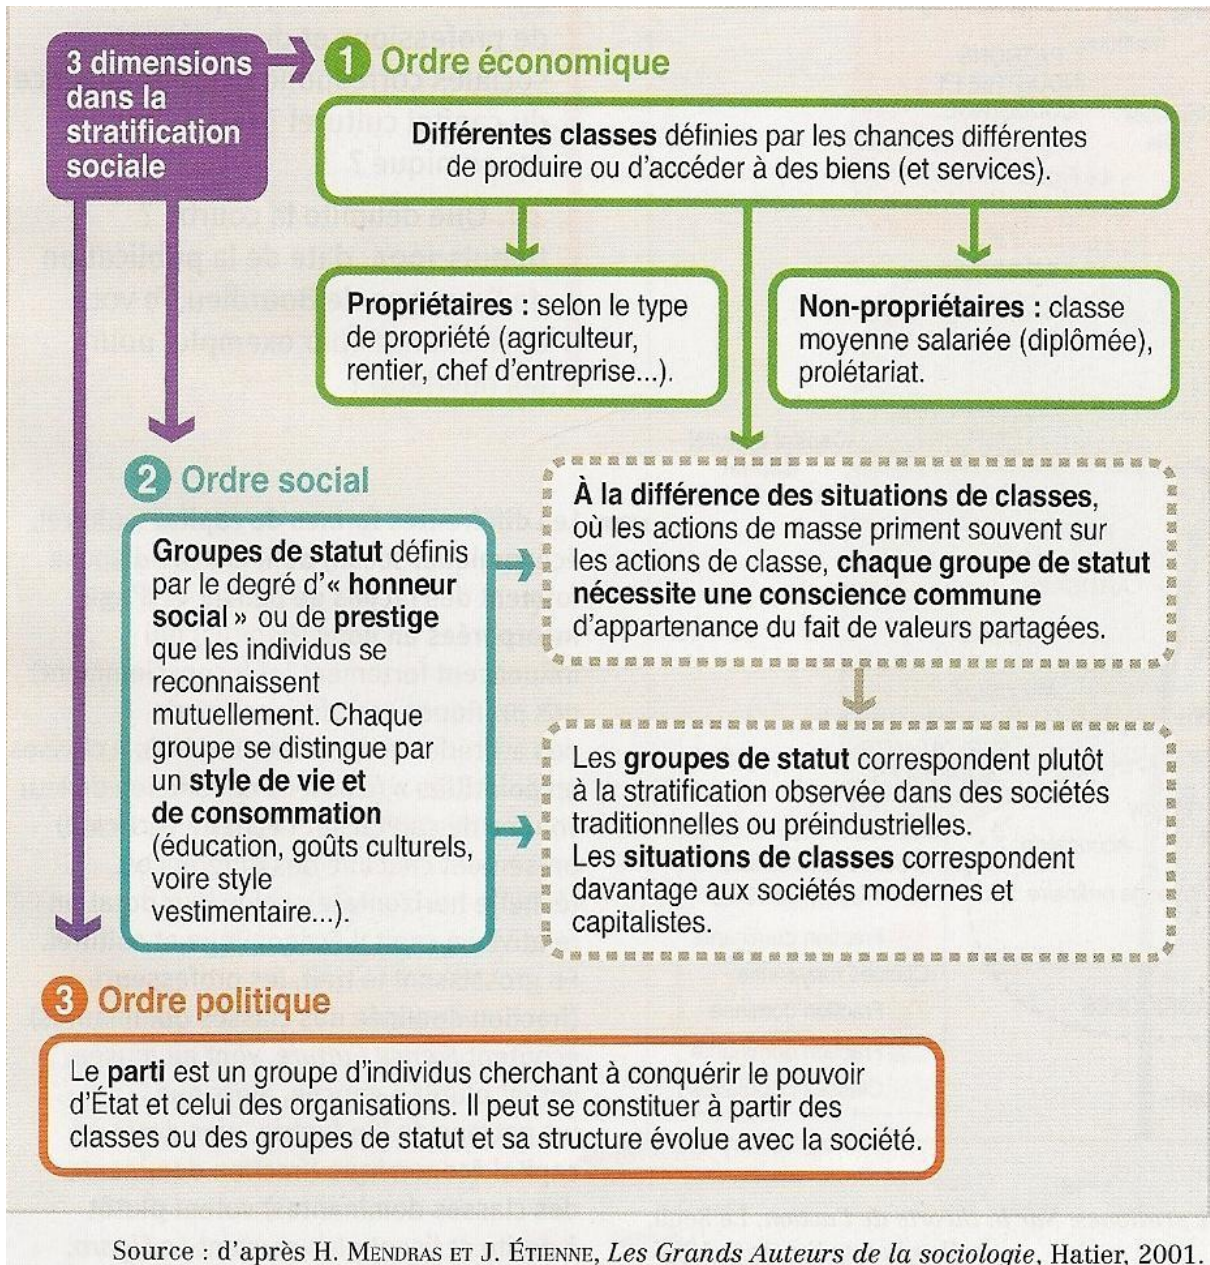 3 dimensions
dans la
stratification
sociale
1 Ordre économique
Différentes classes définies par les chances différentes
de produire ou d'accéder à des biens (et services).
Propriétaires : selon le type
de propriété (agriculteur,
rentier, chef d'entreprise...).
Non-propriétaires : classe
moyenne salariée (diplômée),
prolétariat.
2 Ordre social
Groupes de statut définis
par le degré d'« honneur
social » ou de prestige
que les individus se
reconnaissent
mutuellement. Chaque
groupe se distingue par
un style de vie et
de consommation
(éducation, goûts culturels,
voire style
vestimentaire...).
À la différence des situations de classes,
où les actions de masse priment souvent sur
les actions de classe, chaque groupe de statut
nécessite une conscience commune
d'appartenance du fait de valeurs partagées.
Les groupes de statut correspondent plutôt
à la stratification observée dans des sociétés
traditionnelles ou préindustrielles.
Les situations de classes correspondent
davantage aux sociétés modernes et
capitalistes.
3 Ordre politique
Le parti est un groupe d'individus cherchant à conquérir le pouvoir
d'État et celui des organisations. Il peut se constituer à partir des
classes ou des groupes de statut et sa structure évolue avec la société.
Source : d'après H. MENDRAS ET J. ÉTIENNE, Les Grands Auteurs de la sociologie, Hatier, 2001.